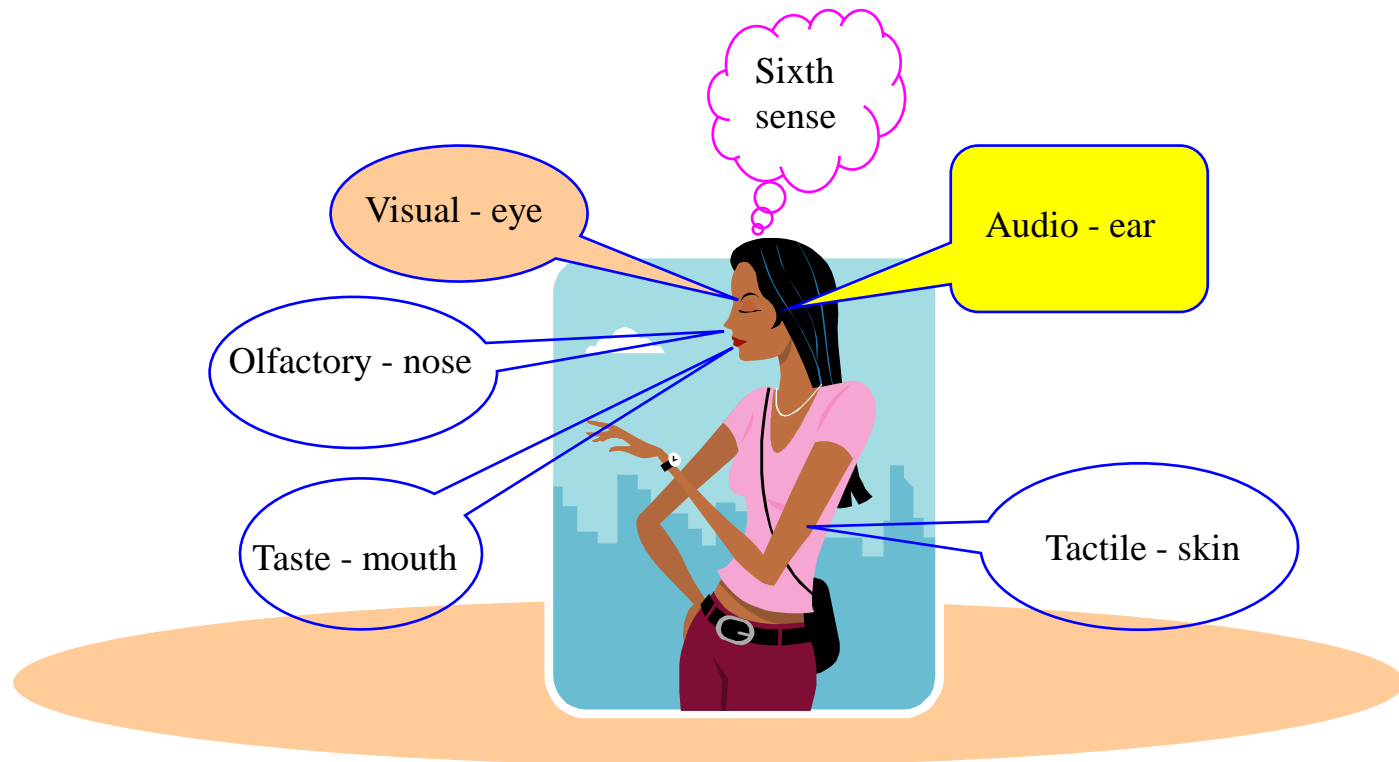 Sixth
sense
Visual - eye
Audio - ear
Olfactory - nose
Taste - mouth
Tactile - skin